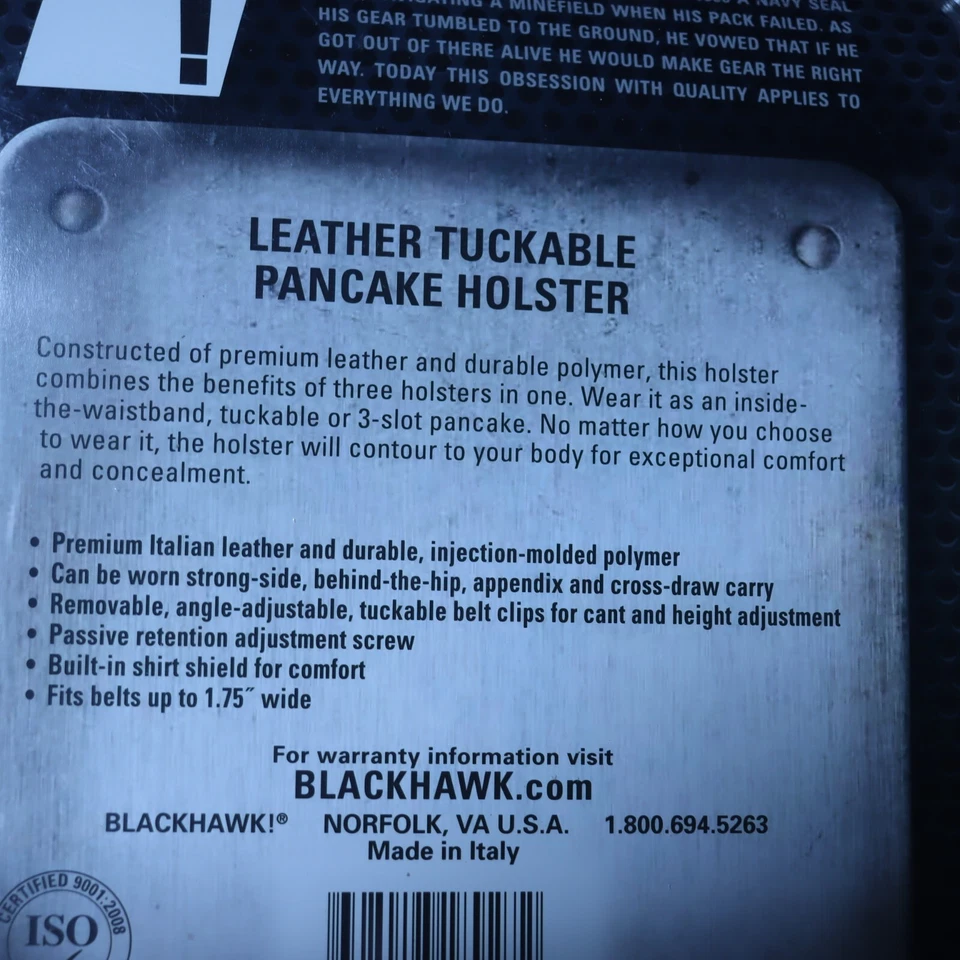 A NAVY SEAL
A MINEFIELD WHEN HIS PACK FAILED. AS
HIS GEAR TUMBLED TO THE GROUND, HE VOWED THAT IF HE
GOT OUT OF THERE ALIVE HE WOULD MAKE GEAR THE RIGHT
WAY. TODAY THIS OBSESSION WITH QUALITY APPLIES TO
EVERYTHING WE DO.
!
LEATHER TUCKABLE
PANCAKE HOLSTER
Constructed of premium leather and durable polymer, this holster
combines the benefits of three holsters in one. Wear it as an inside-
the-waistband, tuckable or 3-slot pancake. No matter how you choose
to wear it, the holster will contour to your body for exceptional comfort
and concealment.
• Premium Italian leather and durable, injection-molded polymer
• Can be worn strong-side, behind-the-hip, appendix and cross-draw carry
• Removable, angle-adjustable, tuckable belt clips for cant and height adjustment
• Passive retention adjustment screw
• Built-in shirt shield for comfort
• Fits belts up to 1.75″ wide
For warranty information visit
BLACKHAWK.com
BLACKHAWK!® NORFOLK, VA U.S.A. 1.800.694.5263
Made in Italy
CERTIFIED 9001:2008
ISO